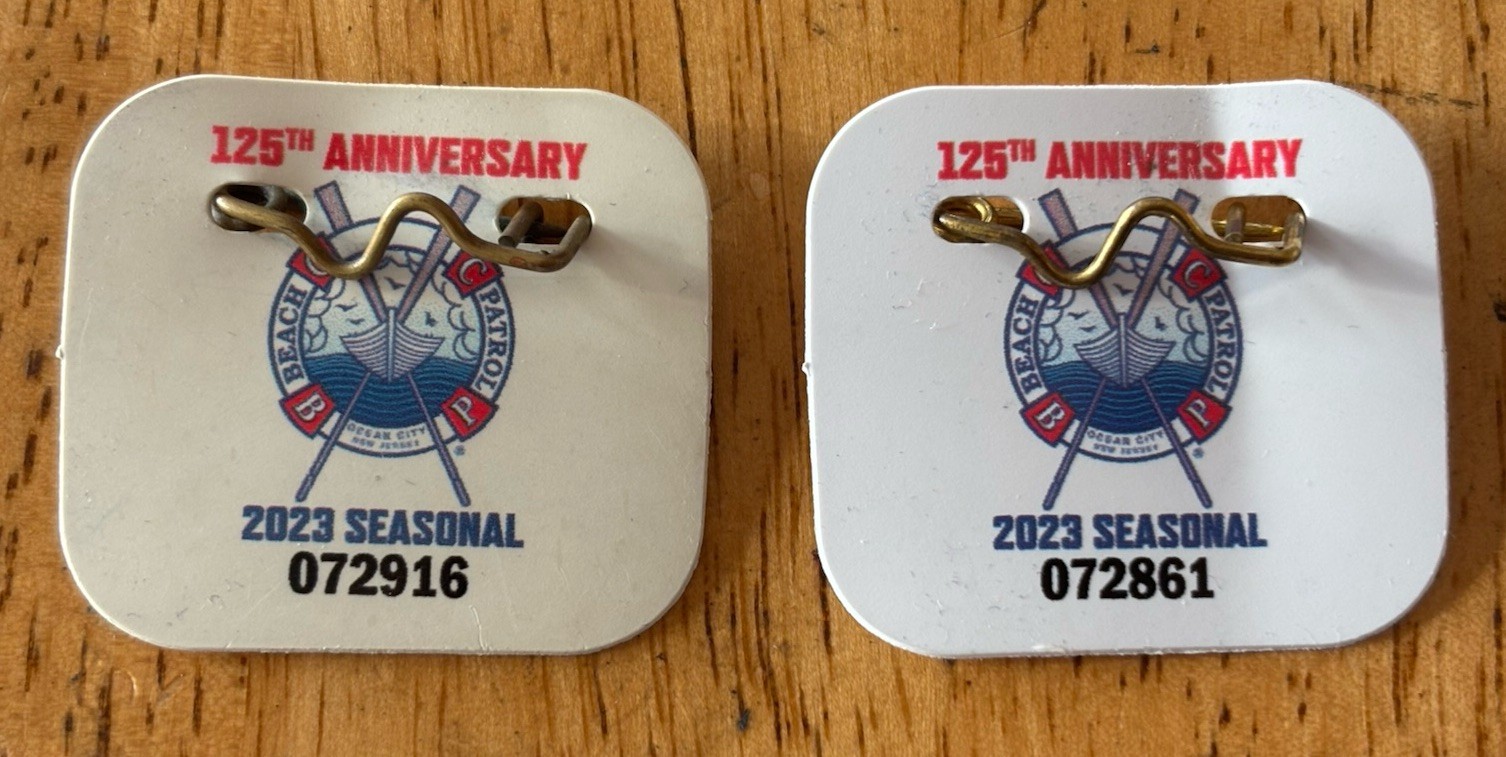 125TH ANNIVERSARY
C
BEACH
PATROL
B
P
OCEAN CITY
NEW JERSEY
®
2023 SEASONAL
072916
125TH ANNIVERSARY
C
BEACH
PATROL
B
P
OCEAN CITY
NEW JERSEY
®
2023 SEASONAL
072861